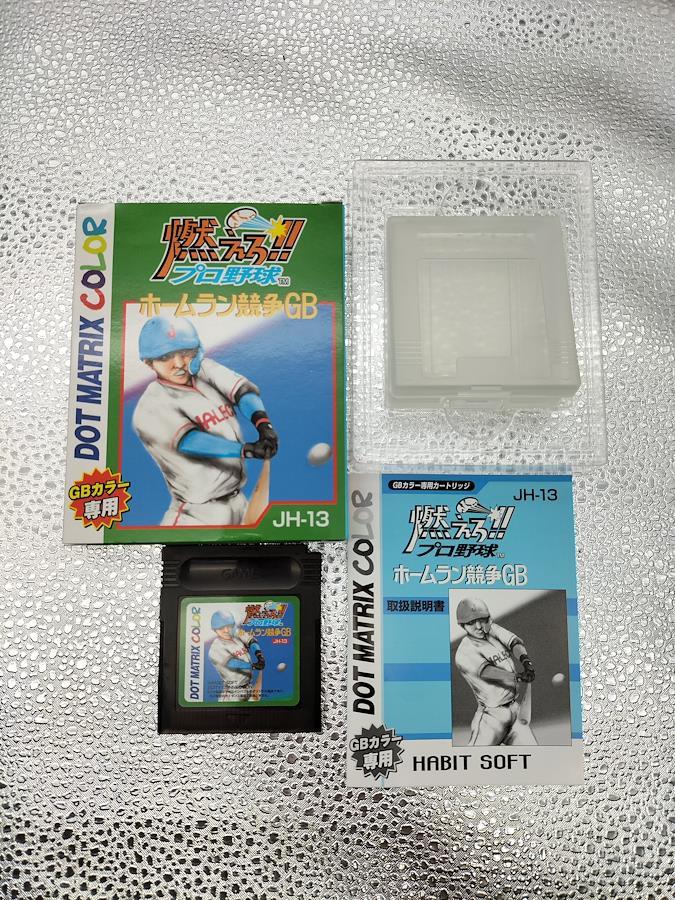 DOT MATRIX COLOR
燃えろ!!
プロ野球TM
ホームラン競争GB
JALECO
GBカラー
専用
JH-13
GBカラー専用カートリッジ
JH-13
DOT MATRIX COLOR
燃えろ!!
プロ野球TM
ホームラン競争GB
取扱説明書
GBカラー
専用
HABIT SOFT
DOT MATRIX COLOR
燃えろ!!
プロ野球
ホームラン競争GB
JH-13